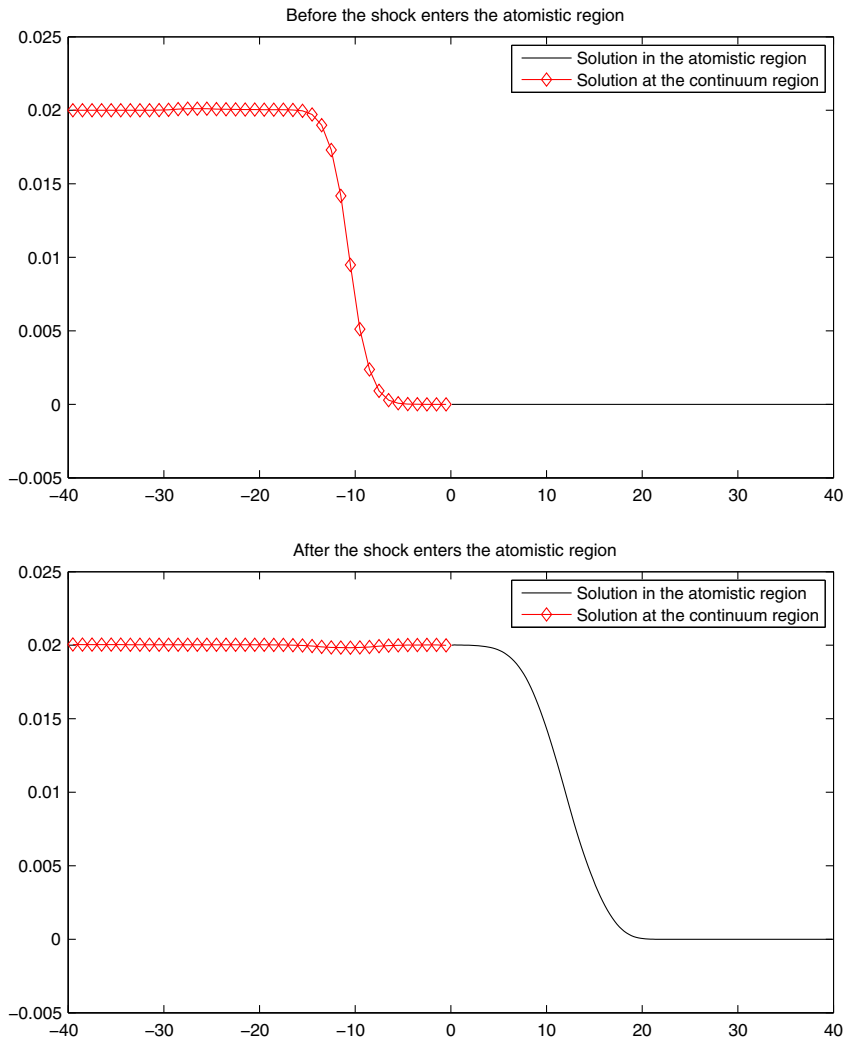 Before the shock enters the atomistic region
0.025
Solution in the atomistic region
Solution at the continuum region
0.02
0.015
0.01
0.005
0
−0.005
−40 −30 −20 −10 0 10 20 30 40
After the shock enters the atomistic region
0.025
Solution in the atomistic region
Solution at the continuum region
0.02
0.015
0.01
0.005
0
−0.005
−40 −30 −20 −10 0 10 20 30 40